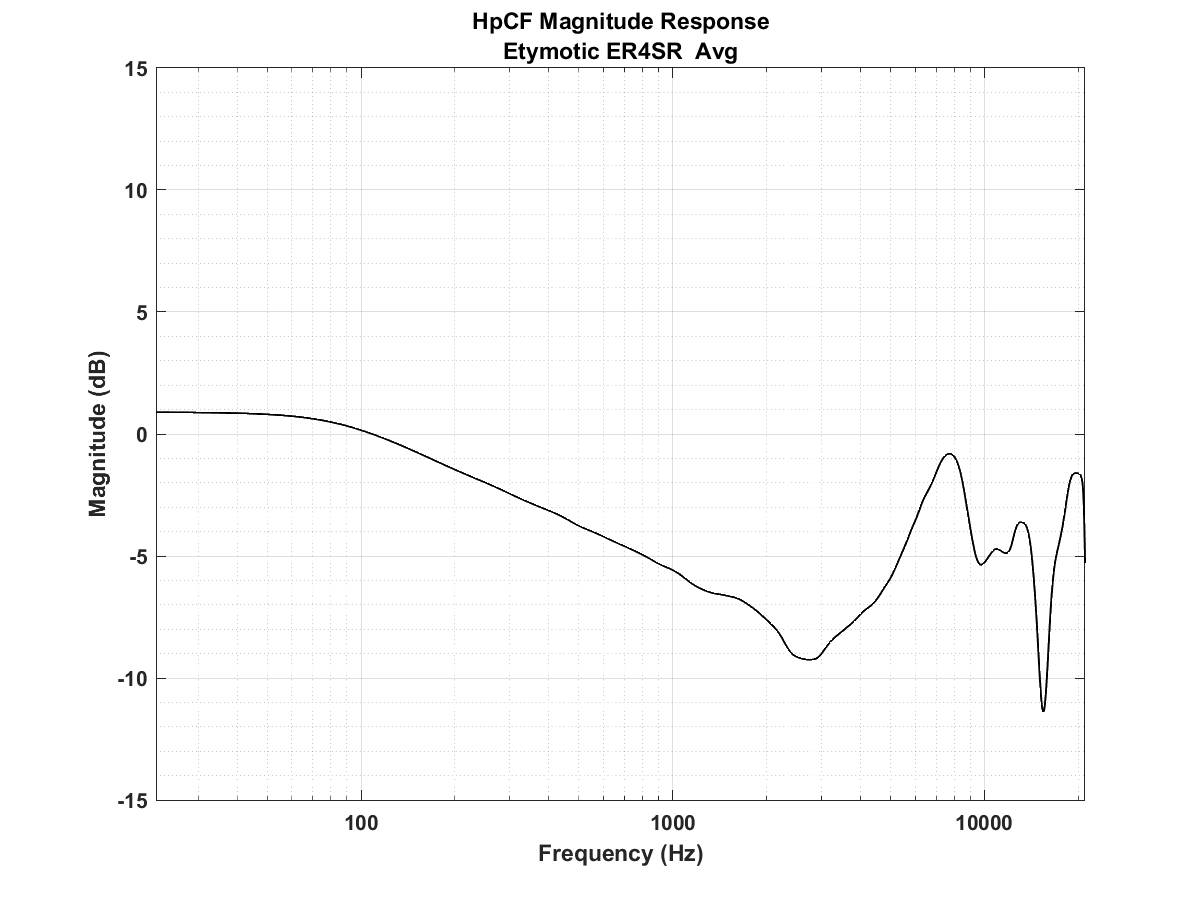 HpCF Magnitude Response
Etymotic ER4SR  Avg
15
10
5
0
-5
-10
-15
Magnitude (dB)
100
1000
10000
Frequency (Hz)